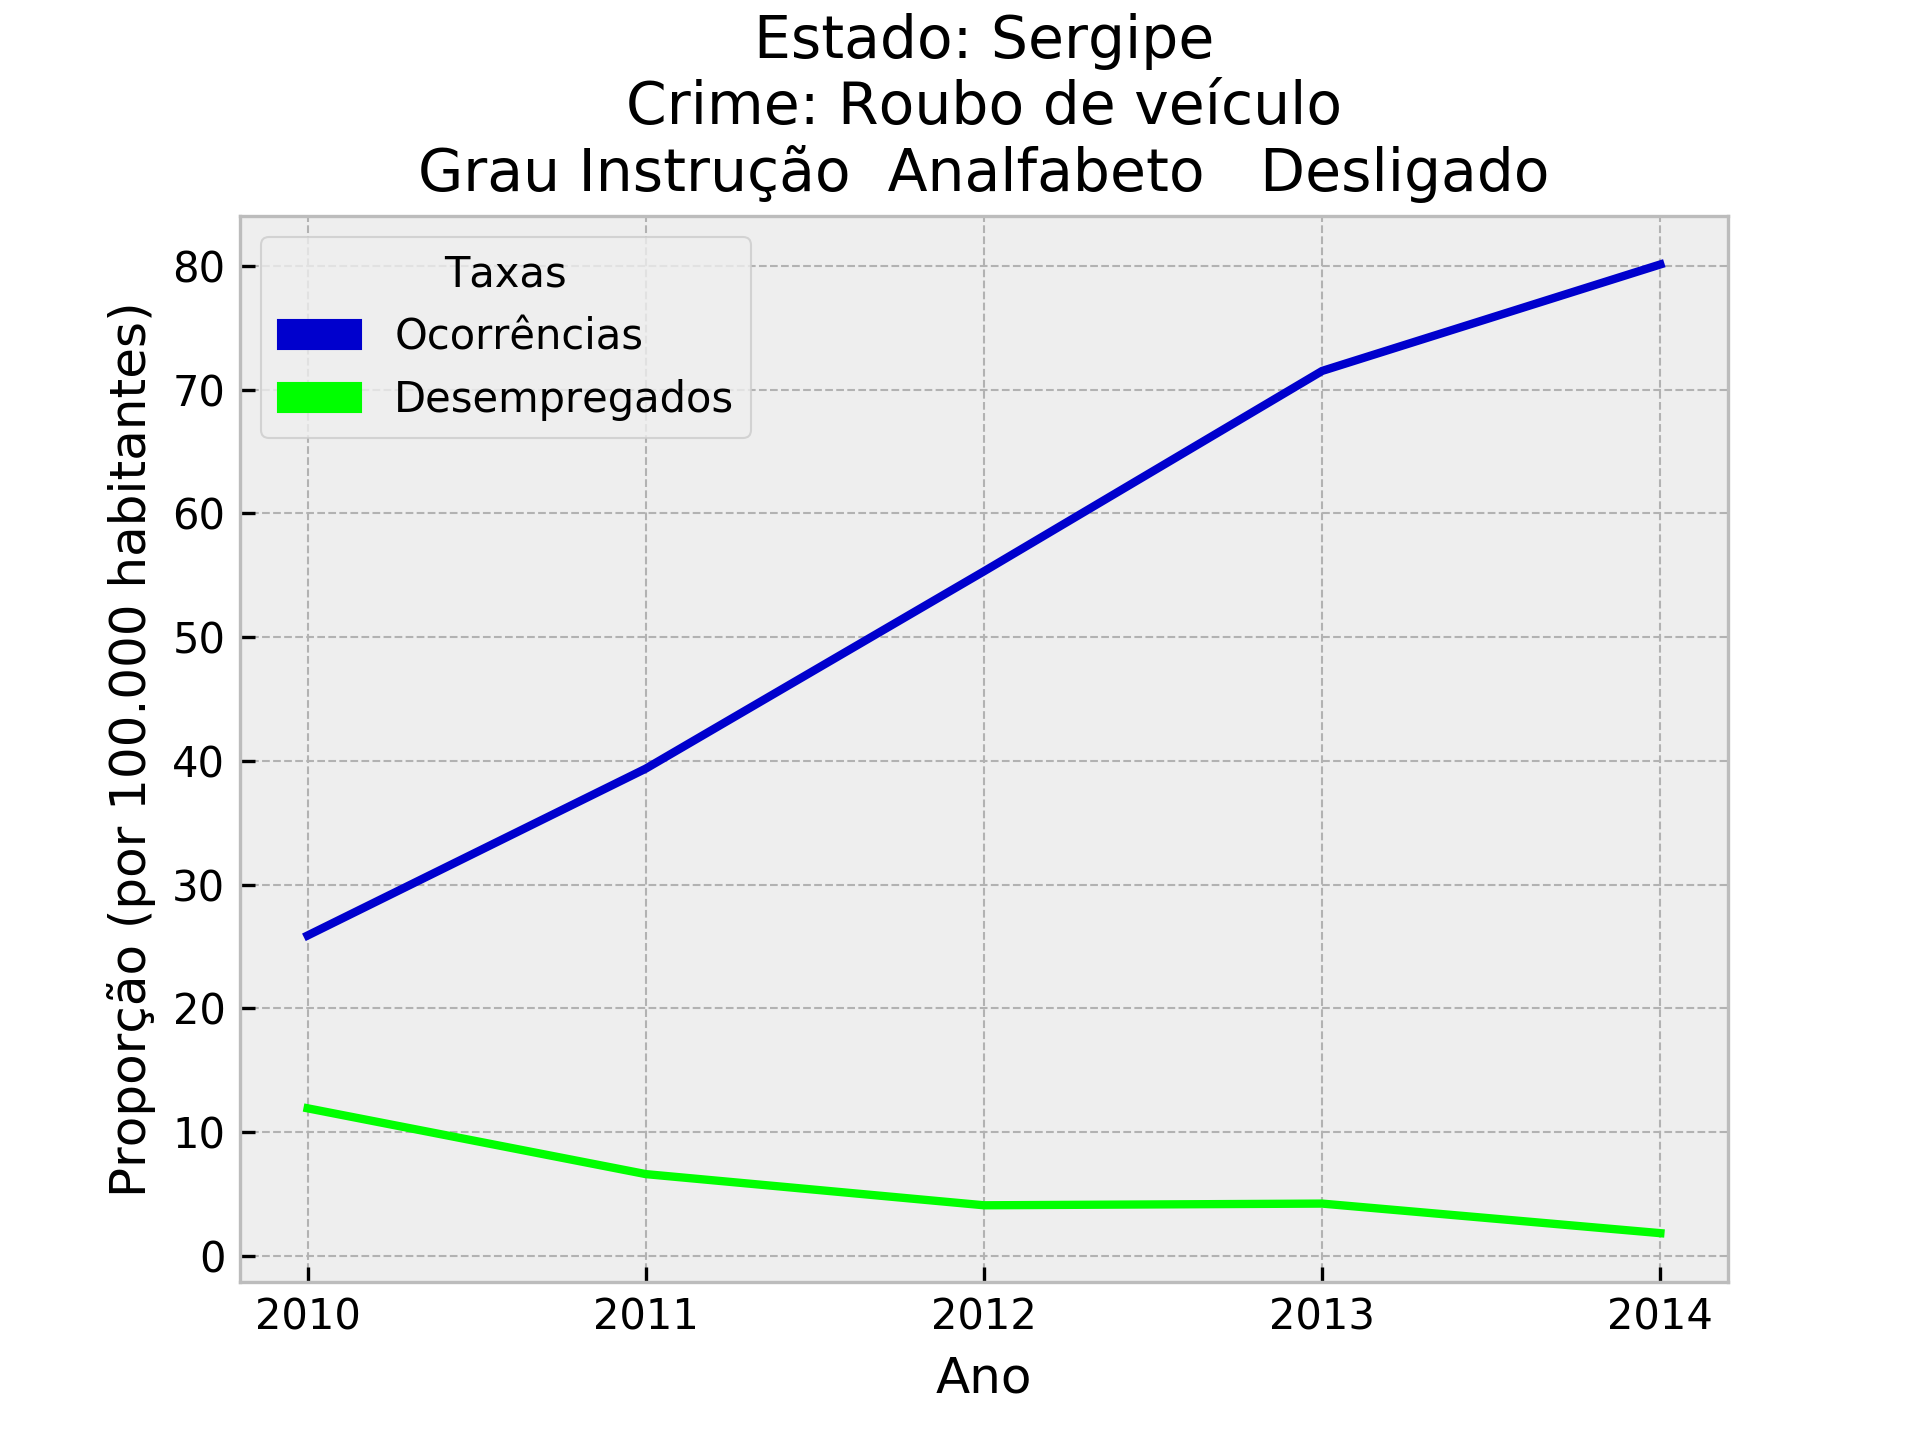 Estado: Sergipe
Crime: Roubo de veículo
Grau Instrução  Analfabeto   Desligado
Taxas
Ocorrências
Desempregados
Proporção (por 100.000 habitantes)
80
70
60
50
40
30
20
10
0
2010 2011 2012 2013 2014
Ano